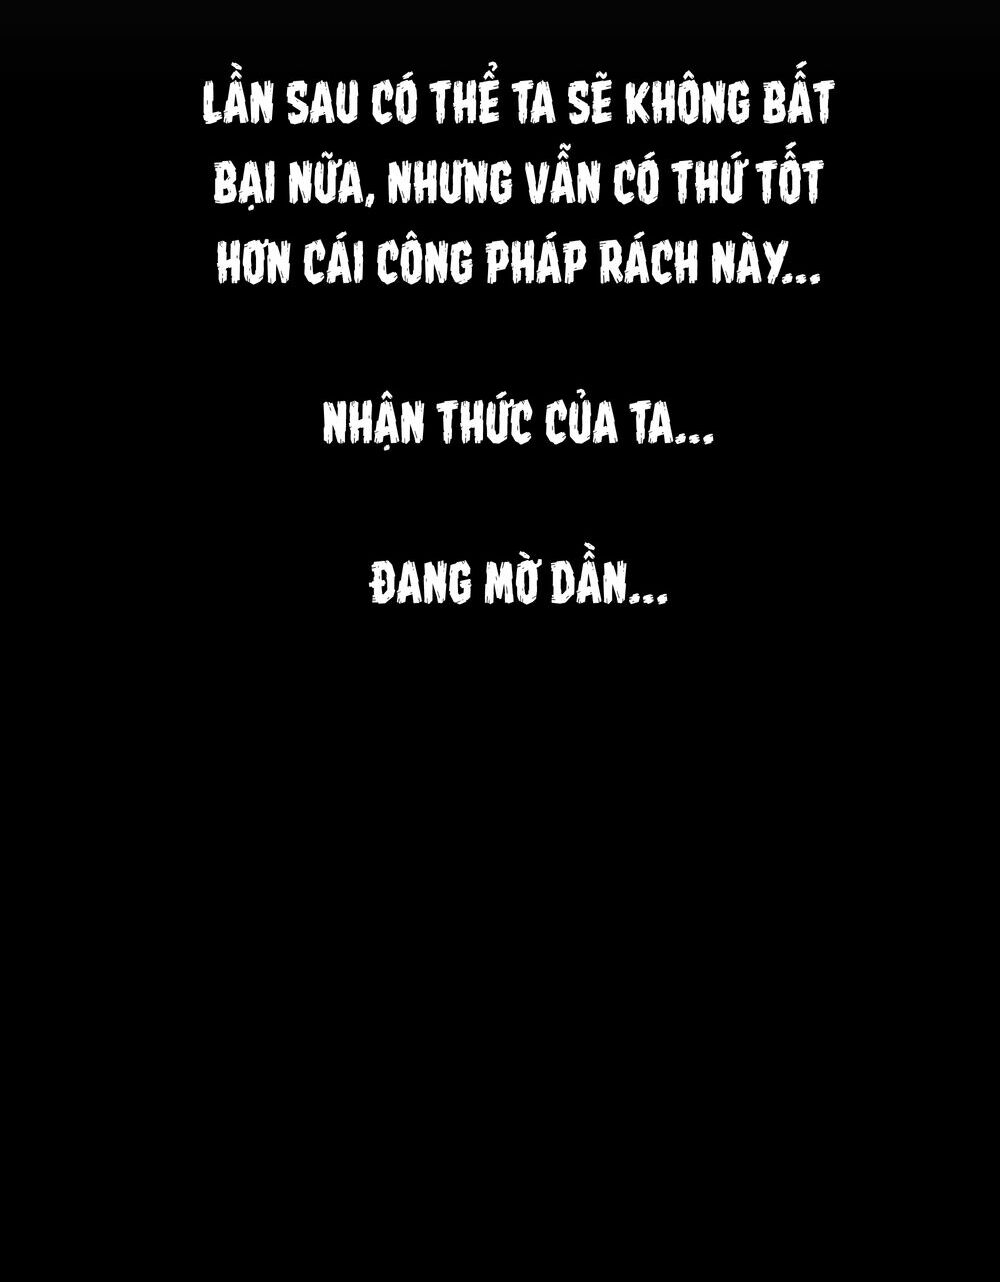 LẦN SAU CÓ THỂ TA SẼ KHÔNG BẤT
BẠI NỮA, NHƯNG VẪN CÓ THỨ TỐT
HƠN CÁI CÔNG PHÁP RÁCH NÀY...
NHẬN THỨC CỦA TA...
ĐANG MỜ DẦN...